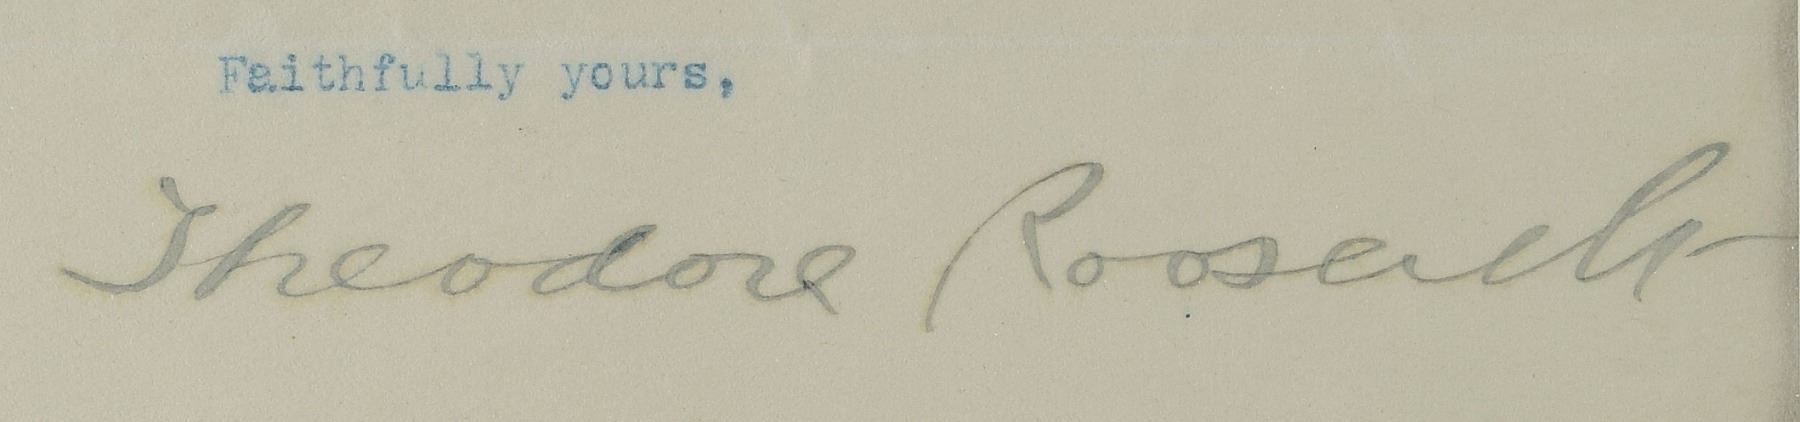 Faithfully yours,
Theodore Roosevelt